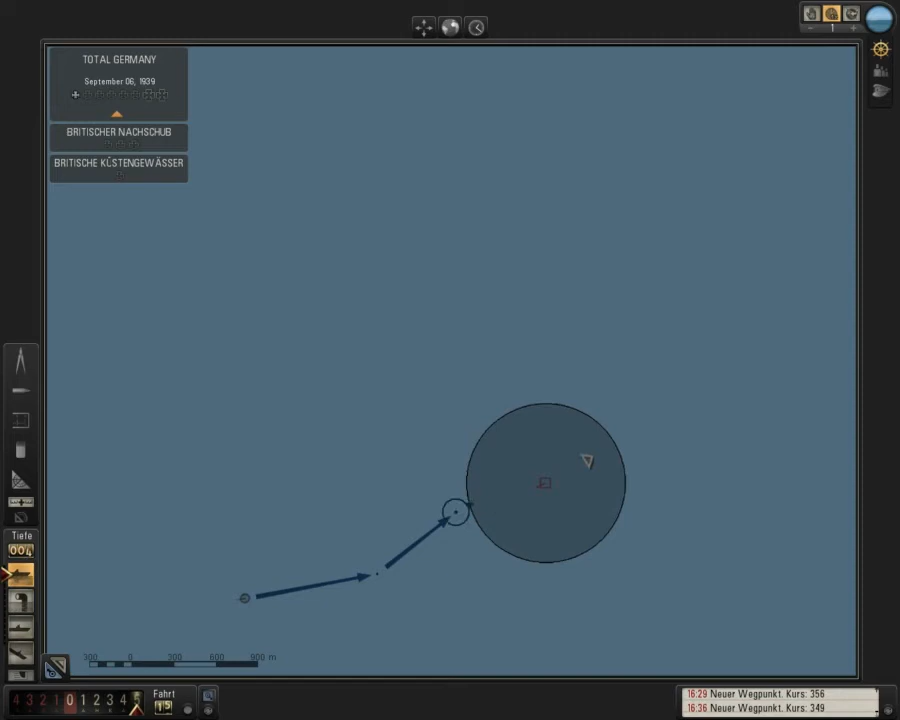 1
TOTAL GERMANY
September 06, 1939
BRITISCHER NACHSCHUB
BRITISCHE KÜSTENGEWÄSSER
Tiefe
004
300 0 300 600 900 m
4 3 2 1 0 1 2 3 4
Fahrt
15
16:29 Neuer Wegpunkt. Kurs: 356
16:36 Neuer Wegpunkt. Kurs: 349